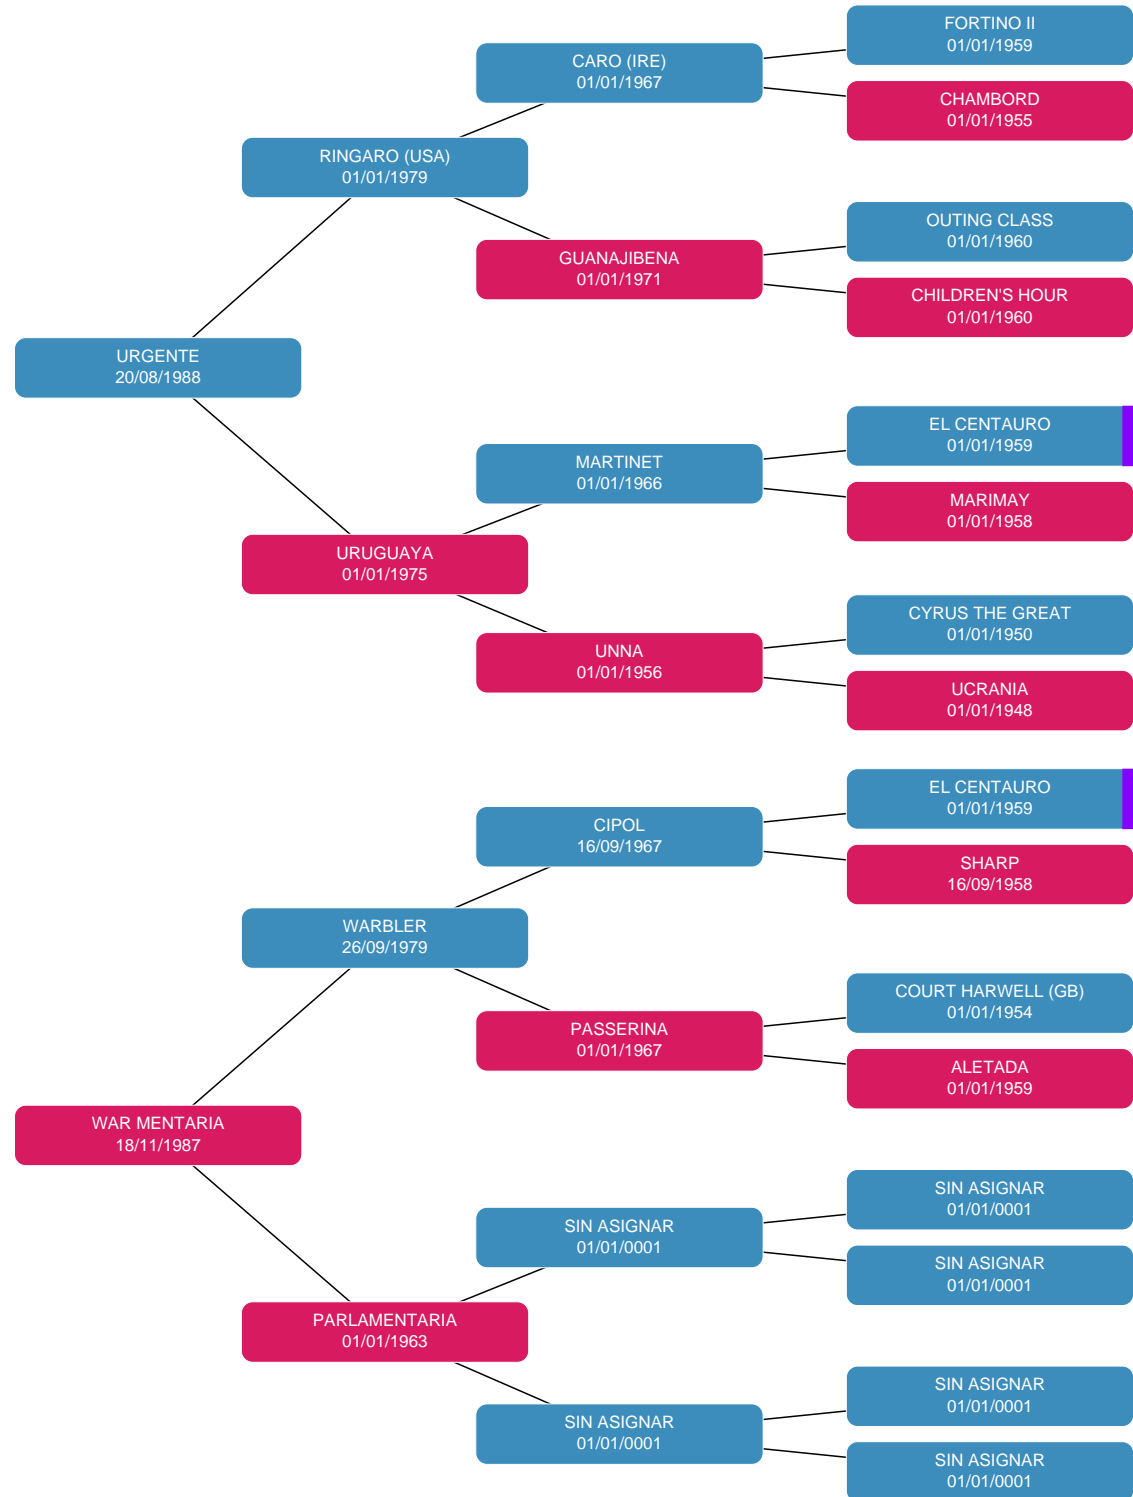 FORTINO II
01/01/1959
CARO (IRE)
01/01/1967
CHAMBORD
01/01/1955
RINGARO (USA)
01/01/1979
OUTING CLASS
01/01/1960
GUANAJIBENA
01/01/1971
CHILDREN'S HOUR
01/01/1960
URGENTE
20/08/1988
EL CENTAURO
01/01/1959
MARTINET
01/01/1966
MARIMAY
01/01/1958
URUGUAYA
01/01/1975
CYRUS THE GREAT
01/01/1950
UNNA
01/01/1956
UCRANIA
01/01/1948
EL CENTAURO
01/01/1959
CIPOL
16/09/1967
SHARP
16/09/1958
WARBLER
26/09/1979
COURT HARWELL (GB)
01/01/1954
PASSERINA
01/01/1967
ALETADA
01/01/1959
WAR MENTARIA
18/11/1987
SIN ASIGNAR
01/01/0001
SIN ASIGNAR
01/01/0001
SIN ASIGNAR
01/01/0001
PARLAMENTARIA
01/01/1963
SIN ASIGNAR
01/01/0001
SIN ASIGNAR
01/01/0001
SIN ASIGNAR
01/01/0001